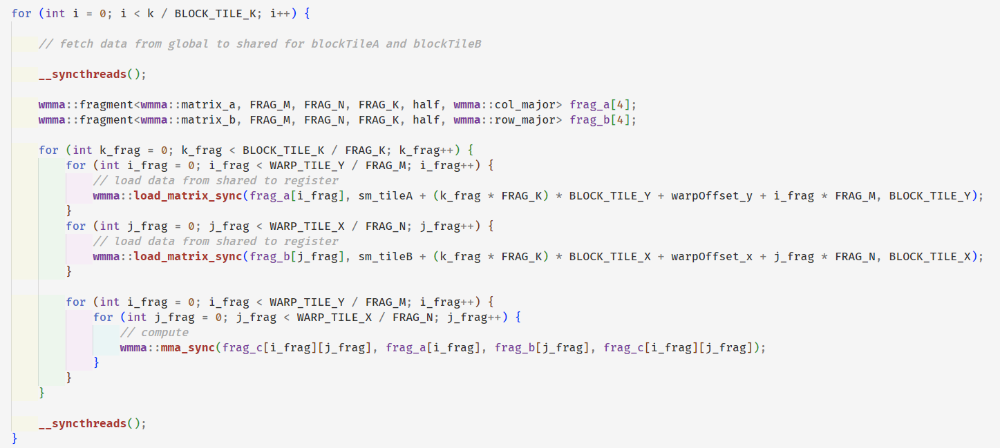 for (int i = 0; i < k / BLOCK_TILE_K; i++) {
// fetch data from global to shared for blockTileA and blockTileB
__syncthreads();
wmma::fragment<wmma::matrix_a, FRAG_M, FRAG_N, FRAG_K, half, wmma::col_major> frag_a[4];
wmma::fragment<wmma::matrix_b, FRAG_M, FRAG_N, FRAG_K, half, wmma::row_major> frag_b[4];
for (int k_frag = 0; k_frag < BLOCK_TILE_K / FRAG_K; k_frag++) {
for (int i_frag = 0; i_frag < WARP_TILE_Y / FRAG_M; i_frag++) {
// load data from shared to register
wmma::load_matrix_sync(frag_a[i_frag], sm_tileA + (k_frag * FRAG_K) * BLOCK_TILE_Y + warpOffset_y + i_frag * FRAG_M, BLOCK_TILE_Y);
}
for (int j_frag = 0; j_frag < WARP_TILE_X / FRAG_N; j_frag++) {
// load data from shared to register
wmma::load_matrix_sync(frag_b[j_frag], sm_tileB + (k_frag * FRAG_K) * BLOCK_TILE_X + warpOffset_x + j_frag * FRAG_N, BLOCK_TILE_X);
}
for (int i_frag = 0; i_frag < WARP_TILE_Y / FRAG_M; i_frag++) {
for (int j_frag = 0; j_frag < WARP_TILE_X / FRAG_N; j_frag++) {
// compute
wmma::mma_sync(frag_c[i_frag][j_frag], frag_a[i_frag], frag_b[j_frag], frag_c[i_frag][j_frag]);
}
}
}
__syncthreads();
}